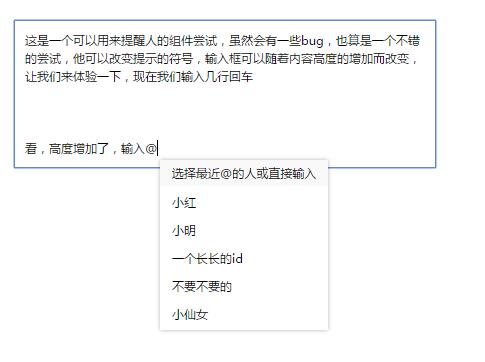 这是一个可以用来提醒人的组件尝试，虽然会有一些bug，也算是一个不错
的尝试，他可以改变提示的符号，输入框可以随着内容高度的增加而改变，
让我们来体验一下，现在我们输入几行回车
看，高度增加了，输入@
选择最近@的人或直接输入
小红
小明
一个长长的id
不要不要的
小仙女